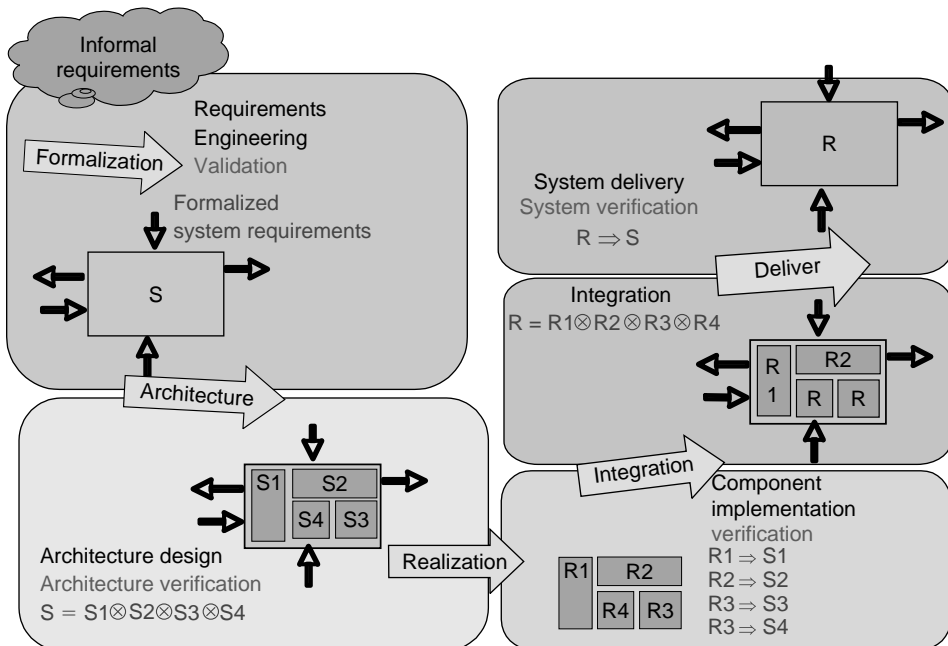 Informal
requirements
Requirements
Engineering
Validation
Formalization
Formalized
system requirements
S
Architecture
S1
S2
S4
S3
Architecture design
Architecture verification
S = S1⊗S2⊗S3⊗S4
Realization
R
System delivery
System verification
R ⇒ S
Deliver
Integration
R = R1⊗R2⊗R3⊗R4
R
1
R2
R
R
Integration
Component
implementation
verification
R1 ⇒ S1
R2 ⇒ S2
R3 ⇒ S3
R3 ⇒ S4
R1
R2
R4
R3